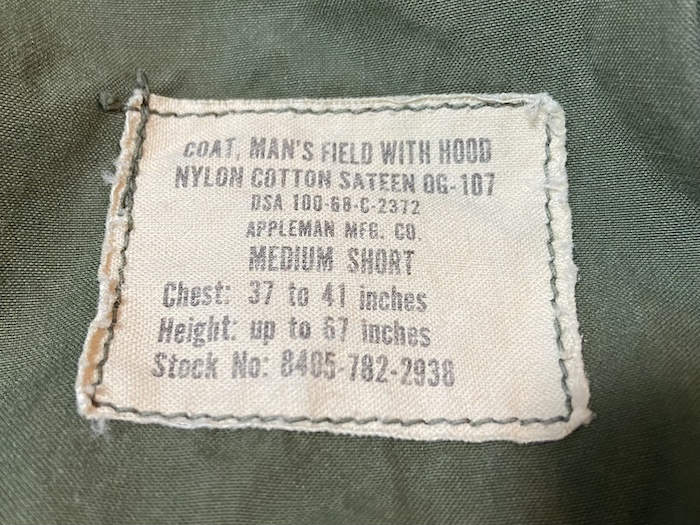 COAT, MAN'S FIELD WITH HOOD
NYLON COTTON SATEEN OG-107
DSA 100-68-C-2372
APPLEMAN MFG. CO.
MEDIUM SHORT
Chest: 37 to 41 inches
Height: up to 67 inches
Stock No: 8405-782-2938